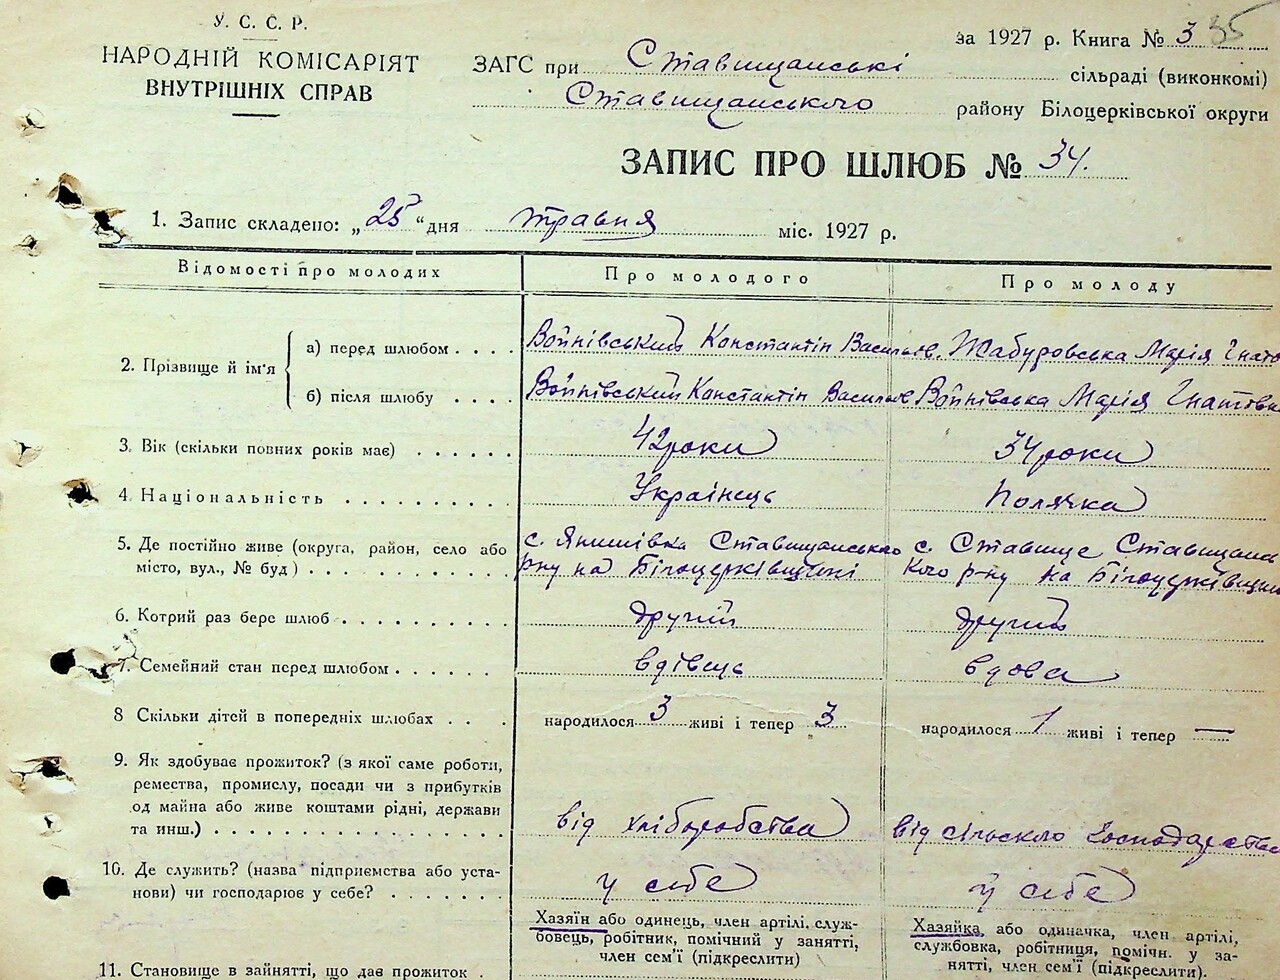 У. С. С. Р.
НАРОДНІЙ КОМІСАРІЯТ
ВНУТРІШНІХ СПРАВ
за 1927 р. Книга № 3 35
ЗАГС при Ставищанські сільраді (виконкомі)
Ставищанського району Білоцерківської округи
ЗАПИС ПРО ШЛЮБ № 34.
1. Запис складено: „25“ дня травня міс. 1927 р.
Відомості про молодих
Про молодого
Про молоду
2. Прізвище й ім'я
а) перед шлюбом . . . . Войнівський Константін Васильов. Жабуровська Марія Гнато
б) після шлюбу . . . . Войнівський Константін Васильов Войнівська Марія Гнатівна
3. Вік (скільки повних років має) . . . . . . 42 роки 34 роки
4. Національність . . . . . . . . . . Українець Полячка
5. Де постійно живе (округа, район, село або
місто, вул., № буд) . . . . . . . . . . .
с. Янишівка Ставищанського
р-ну на Білоцерківщині
с. Ставище Ставищанс
кого р-ну на Білоцерківщині
6. Котрий раз бере шлюб . . . . . . . . . другий другий
7. Семейний стан перед шлюбом . . . . . . . вдівець вдова
8 Скільки дітей в попередніх шлюбах . . . народилося 3 живі і тепер 3 народилося 1 живі і тепер —
9. Як здобуває прожиток? (з якої саме роботи,
ремества, промислу, посади чи з прибутків
од майна або живе коштами рідні, держави
та инш.) . . . . . . . . . . . . . . . . від хліборобства від сільского господарства
10. Де служить? (назва підприємства або уста-
нови) чи господарює у себе? . . . . . . . у себе у себе
11. Становище в зайнятті, що дає прожиток .
Хазяїн або одинець, член артілі, служ-
бовець, робітник, помічний у занятті,
член сем'ї (підкреслити)
Хазяйка, або одиначка, член артілі,
службовка, робітниця, помічн. у за-
нятті, член сем'ї (підкреслити)